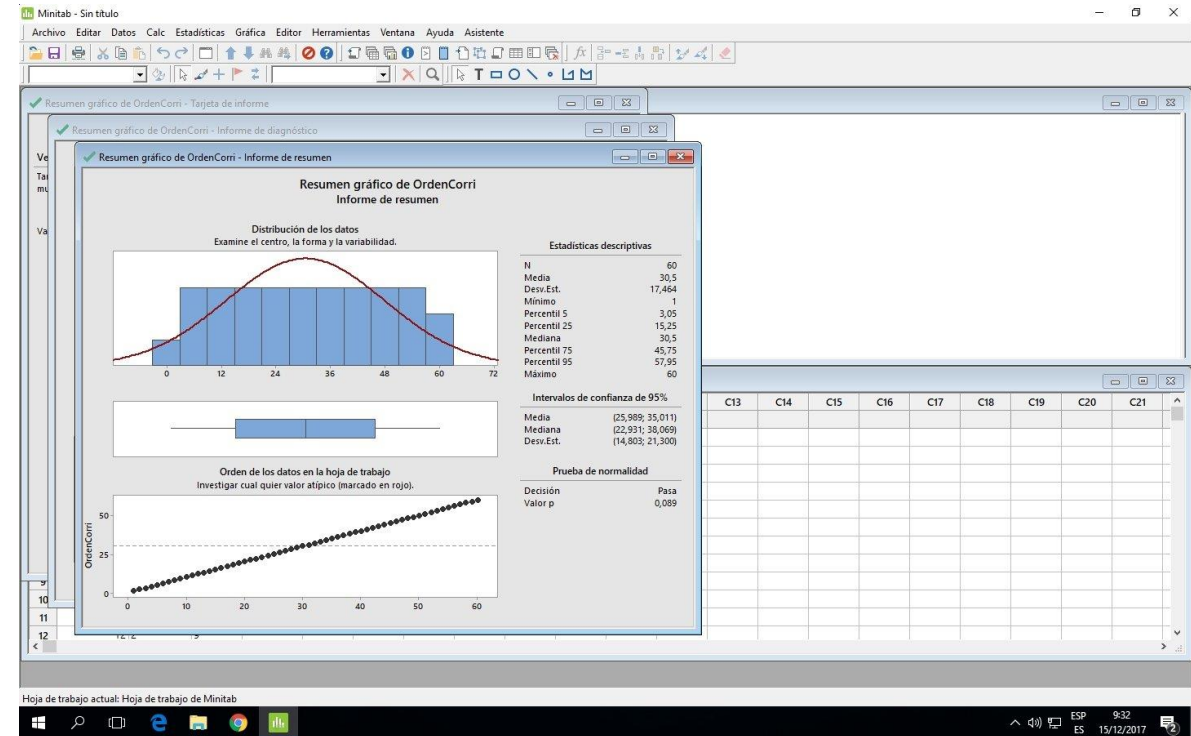 Minitab - Sin título
Archivo Editar Datos Calc Estadísticas Gráfica Editor Herramientas Ventana Ayuda Asistente
Resumen gráfico de OrdenCorri - Tarjeta de informe
Resumen gráfico de OrdenCorri - Informe de diagnóstico
Resumen gráfico de OrdenCorri - Informe de resumen
Ve
Ta
mu
Va
Resumen gráfico de OrdenCorri
Informe de resumen
Distribución de los datos
Examine el centro, la forma y la variabilidad.
0 12 24 36 48 60 72
Orden de los datos en la hoja de trabajo
Investigar cual quier valor atípico (marcado en rojo).
OrdenCorri
50
25
0
0 10 20 30 40 50 60
Estadísticas descriptivas
N 60
Media 30,5
Desv.Est. 17,464
Mínimo 1
Percentil 5 3,05
Percentil 25 15,25
Mediana 30,5
Percentil 75 45,75
Percentil 95 57,95
Máximo 60
Intervalos de confianza de 95%
Media (25,989; 35,011)
Mediana (22,931; 38,069)
Desv.Est. (14,803; 21,300)
Prueba de normalidad
Decisión Pasa
Valor p 0,089
C13 C14 C15 C16 C17 C18 C19 C20 C21
9
10
11
12
Hoja de trabajo actual: Hoja de trabajo de Minitab
ESP 9:32
ES 15/12/2017
2